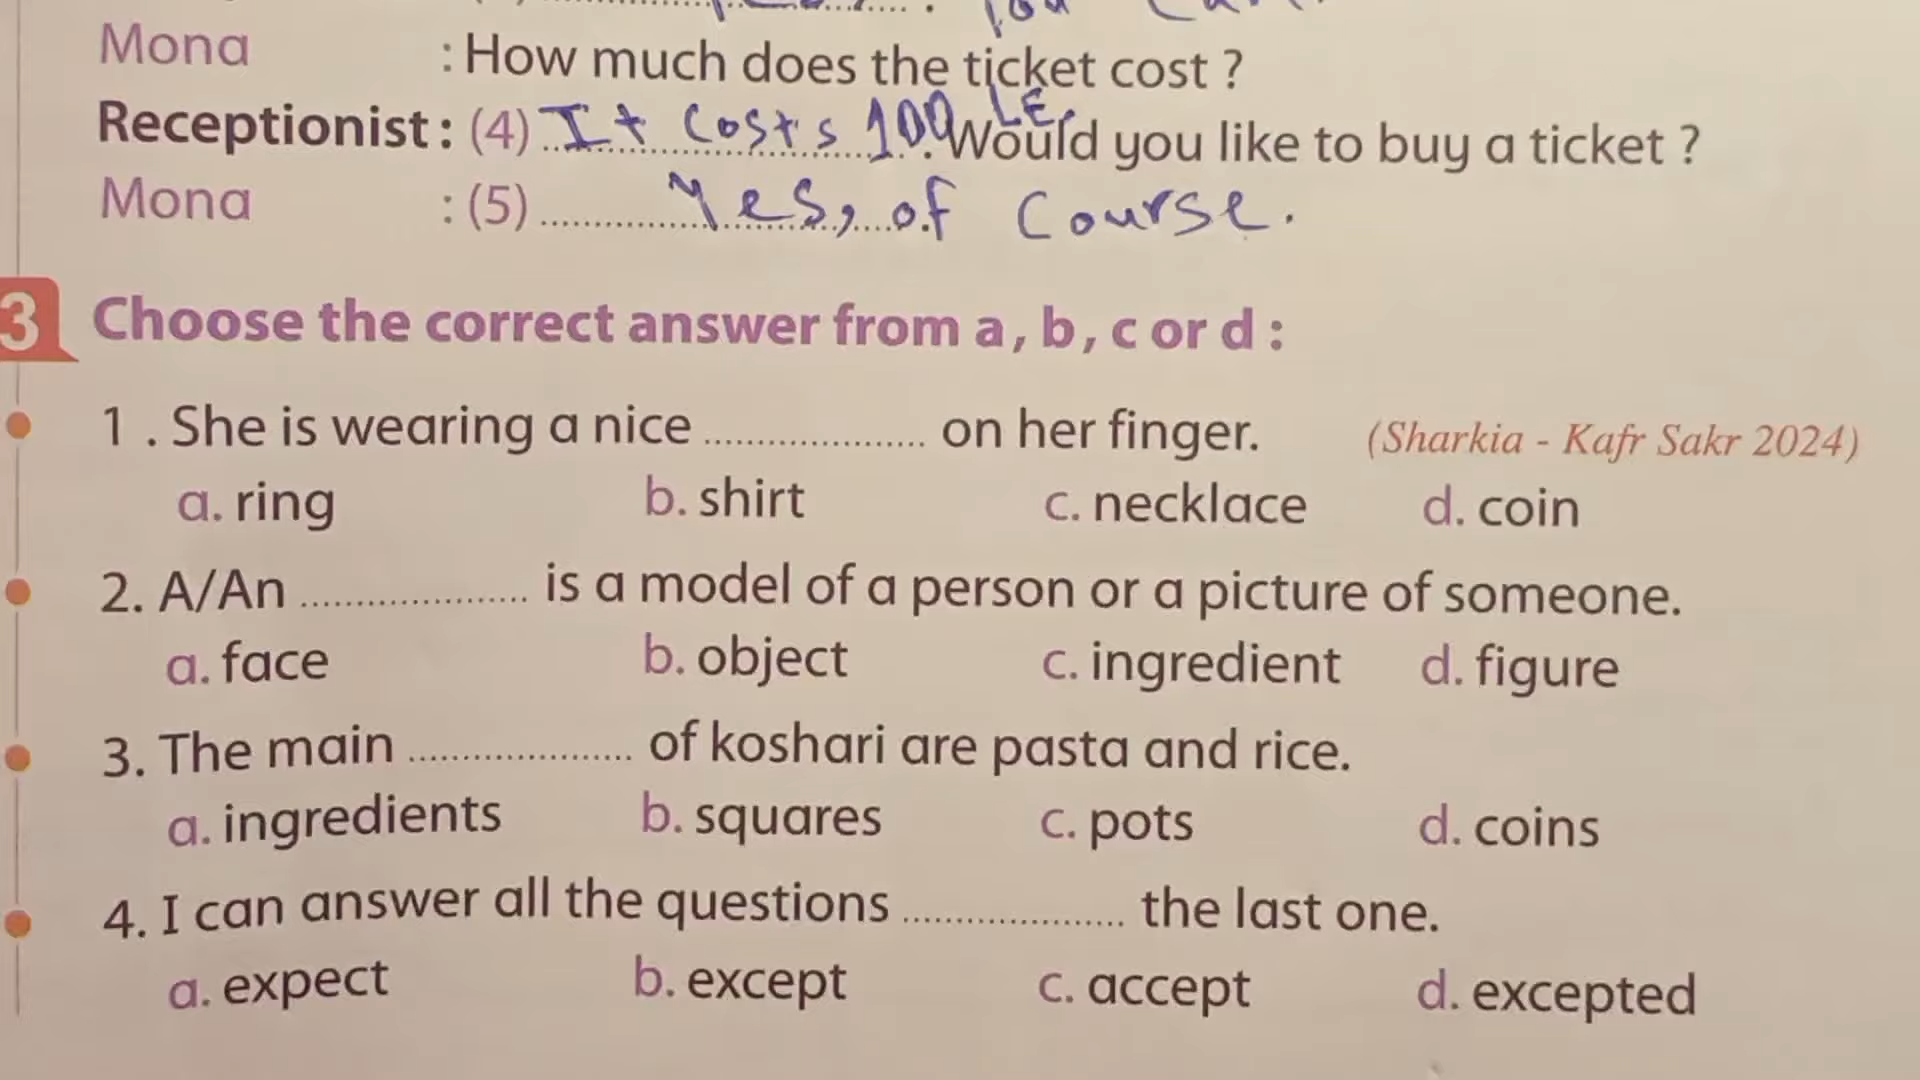 Mona : How much does the ticket cost ?
Receptionist : (4) It costs 100 LE. Would you like to buy a ticket ?
Mona : (5) Yes, of course.
3 Choose the correct answer from a , b , c or d :
1 . She is wearing a nice .................... on her finger. (Sharkia - Kafr Sakr 2024)
a. ring b. shirt c. necklace d. coin
2. A/An .................... is a model of a person or a picture of someone.
a. face b. object c. ingredient d. figure
3. The main .................... of koshari are pasta and rice.
a. ingredients b. squares c. pots d. coins
4. I can answer all the questions .................... the last one.
a. expect b. except c. accept d. excepted